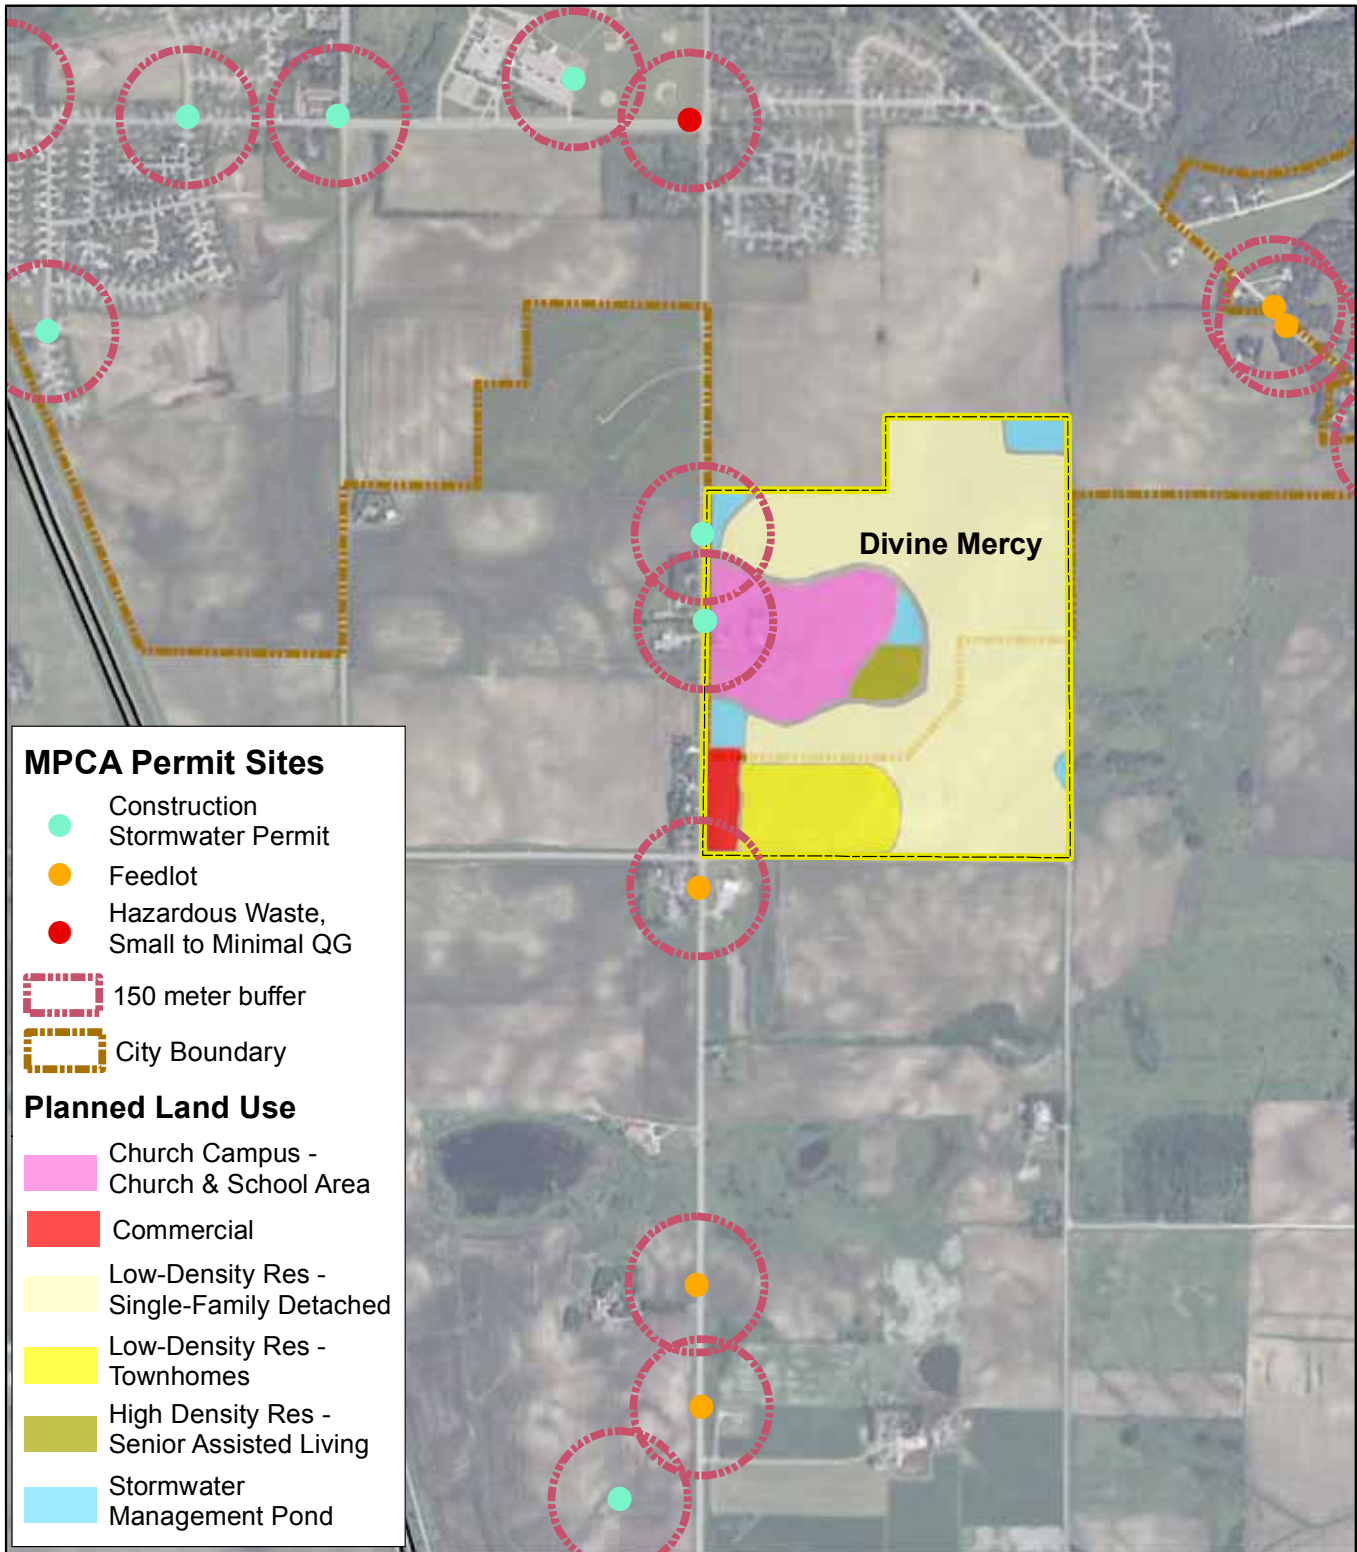 Divine Mercy
MPCA Permit Sites
Construction
Stormwater Permit
Feedlot
Hazardous Waste,
Small to Minimal QG
150 meter buffer
City Boundary
Planned Land Use
Church Campus -
Church & School Area
Commercial
Low-Density Res -
Single-Family Detached
Low-Density Res -
Townhomes
High Density Res -
Senior Assisted Living
Stormwater
Management Pond